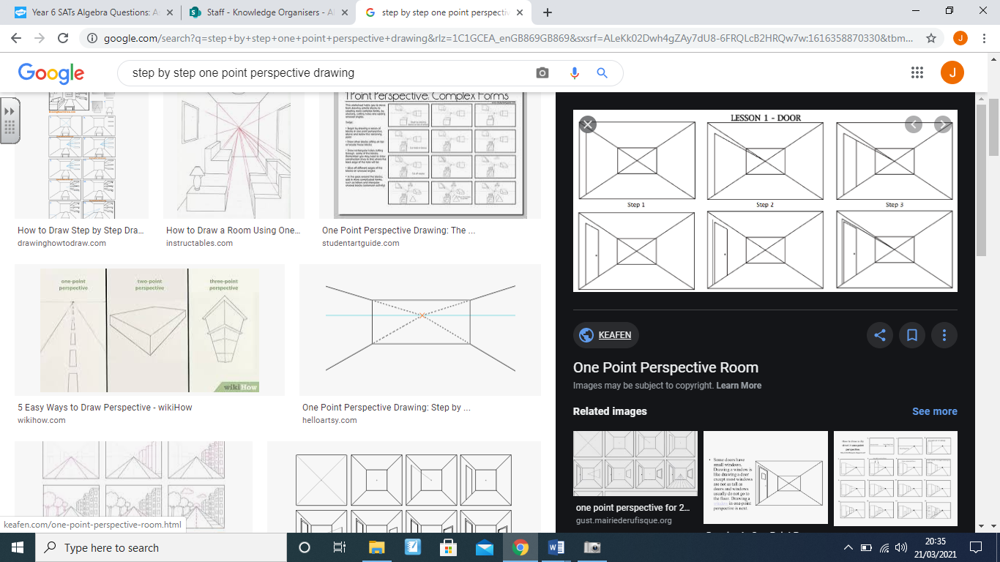 Year 6 SATs Algebra Questions: A
Staff - Knowledge Organisers - A
step by step one point perspectiv
google.com/search?q=step+by+step+one+point+perspective+drawing&rlz=1C1GCEA_enGB869GB869&sxsrf=ALeKk02Dwh4gZAy7dU8-6FRQLcB2HRQw7w:1616358870330&tbm...
J
Google
step by step one point perspective drawing
J
1 Point Perspective: Complex Forms
LESSON 1 - DOOR
Step 1
Step 2
Step 3
How to Draw Step by Step Dra...
drawinghowtodraw.com
How to Draw a Room Using One...
instructables.com
One Point Perspective Drawing: The ...
studentartguide.com
one-point perspective
two-point perspective
three-point perspective
wikiHow
5 Easy Ways to Draw Perspective - wikiHow
wikihow.com
One Point Perspective Drawing: Step by ...
helloartsy.com
KEAFEN
One Point Perspective Room
Images may be subject to copyright. Learn More
Related images
See more
• Some doors have
small windows.
Drawing a window is
like drawing a door
except most windows
are not as tall as
doors and windows
usually do not go to
the floor. Drawing a
window in one-point
perspective is next.
one point perspective for 2...
gust.mairiederufisque.org
keafen.com/one-point-perspective-room.html
Type here to search
20:35
21/03/2021